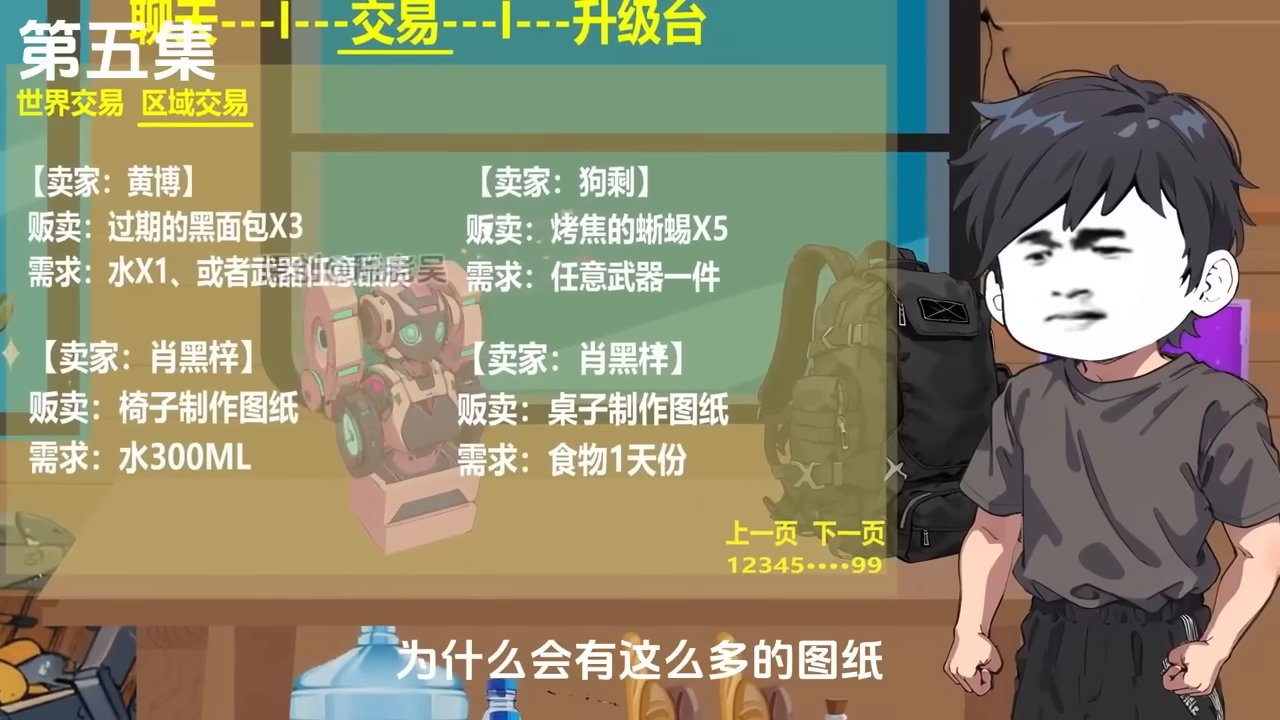 聊天---|---交易---|---升级台
第五集
世界交易 区域交易
【卖家：黄博】
贩卖：过期的黑面包X3
需求：水X1、或者武器任意品质
【卖家：狗剩】
贩卖：烤焦的蜥蜴X5
需求：任意武器一件
【卖家：肖黑梓】
贩卖：椅子制作图纸
需求：水300ML
【卖家：肖黑梓】
贩卖：桌子制作图纸
需求：食物1天份
上一页 下一页
12345····99
为什么会有这么多的图纸